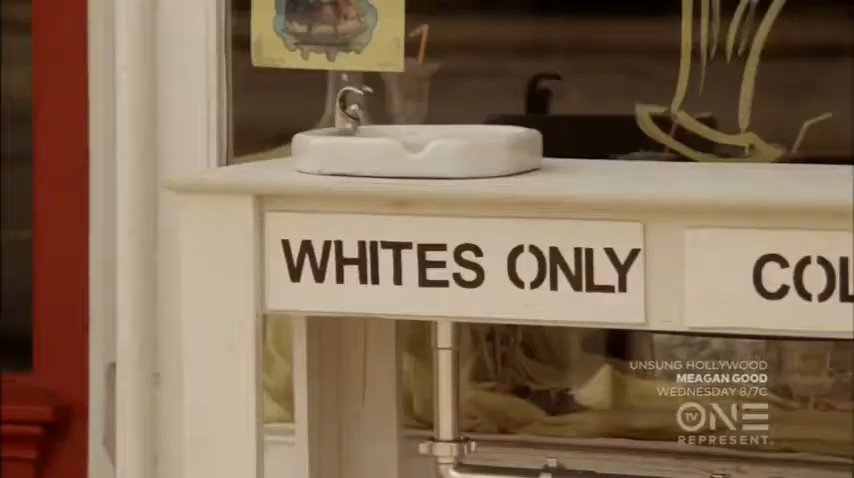 WHITES ONLY
COL
UNSUNG HOLLYWOOD
MEAGAN GOOD
WEDNESDAY 8/7C
TV ONE
REPRESENT.